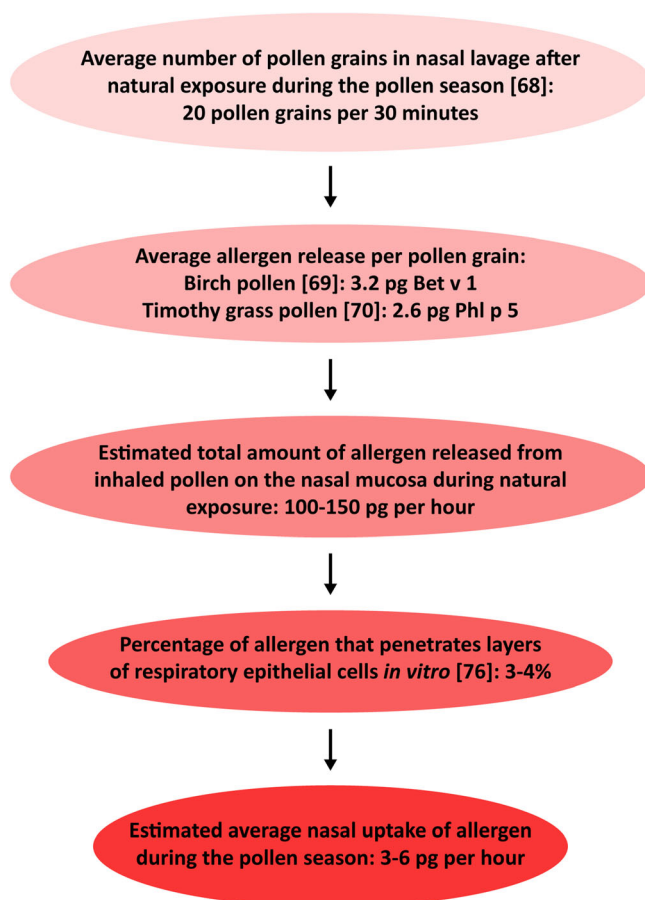 Average number of pollen grains in nasal lavage after
natural exposure during the pollen season [68]:
20 pollen grains per 30 minutes
Average allergen release per pollen grain:
Birch pollen [69]: 3.2 pg Bet v 1
Timothy grass pollen [70]: 2.6 pg Phl p 5
Estimated total amount of allergen released from
inhaled pollen on the nasal mucosa during natural
exposure: 100-150 pg per hour
Percentage of allergen that penetrates layers
of respiratory epithelial cells in vitro [76]: 3-4%
Estimated average nasal uptake of allergen
during the pollen season: 3-6 pg per hour